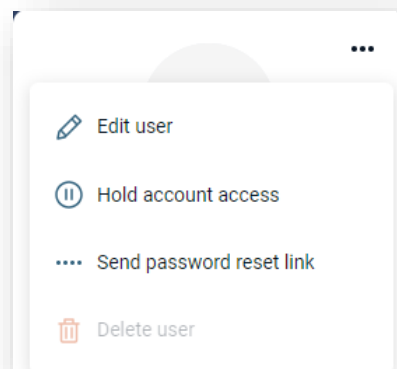 Edit user
Hold account access
Send password reset link
Delete user